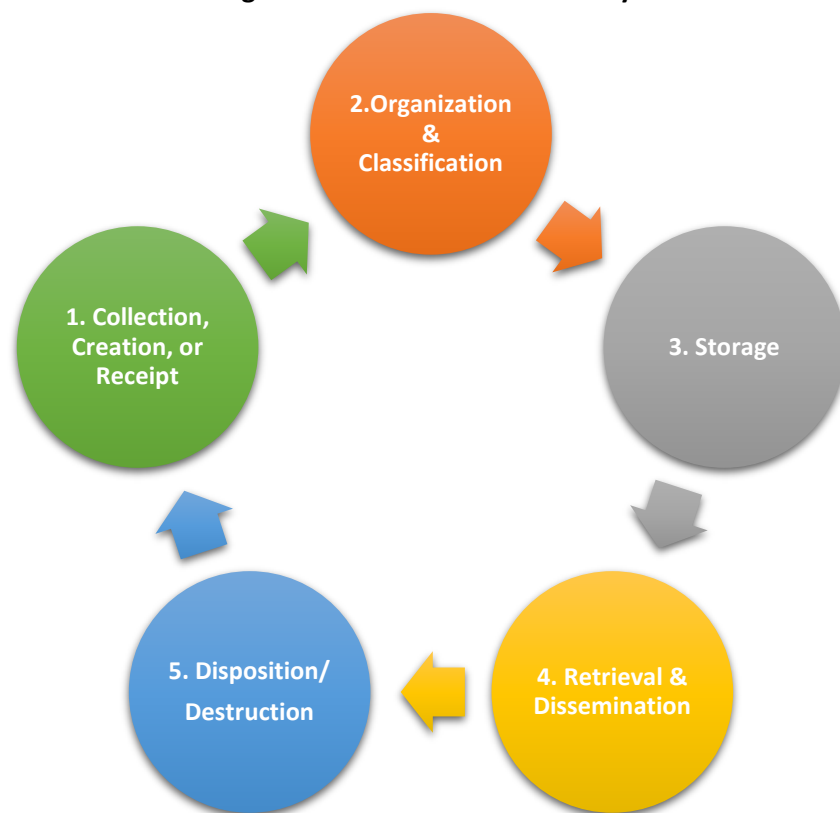 1. Collection,
Creation, or
Receipt
2.Organization
&
Classification
3. Storage
4. Retrieval &
Dissemination
5. Disposition/
Destruction